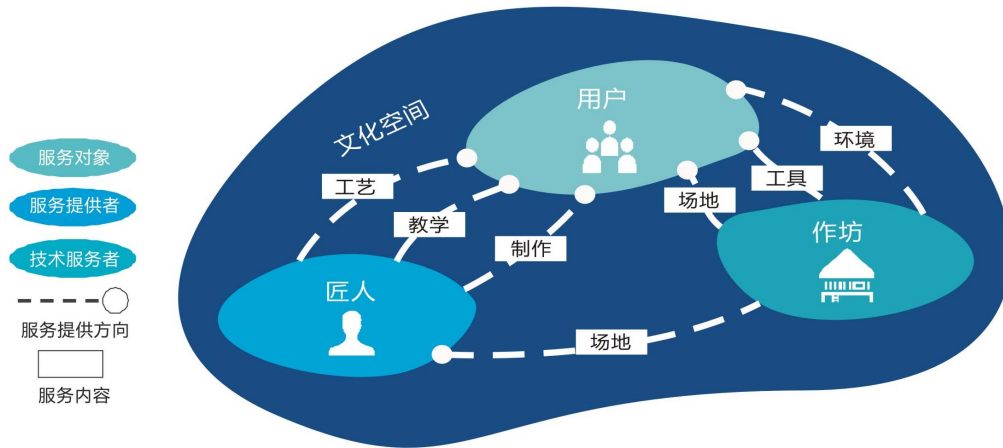 服务对象
服务提供者
技术服务者
服务提供方向
服务内容
文化空间
用户
工艺
教学
制作
场地
工具
环境
匠人
作坊
场地